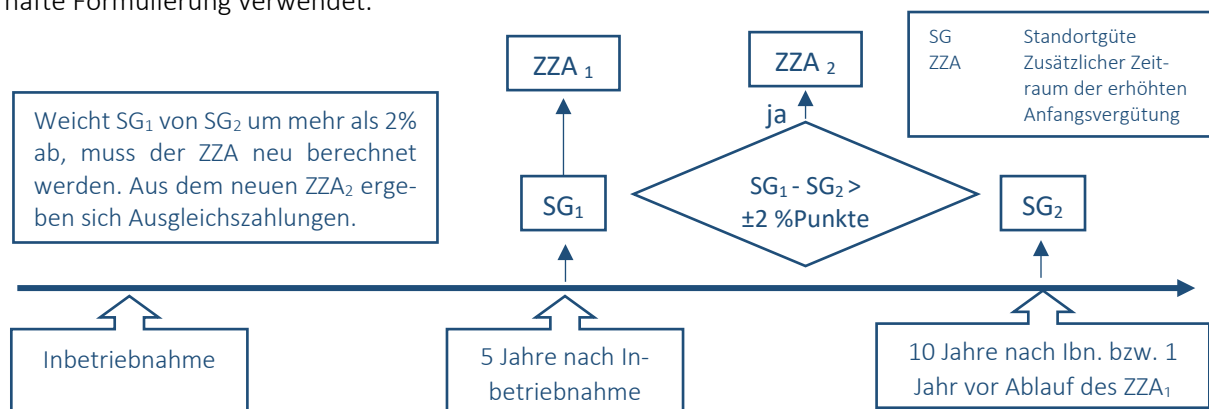 hafte Formulierung verwendet.
SG Standortgüte
ZZA Zusätzlicher Zeit-
raum der erhöhten
Anfangsvergütung
ZZA 1
ZZA 2
ja
Weicht SG1 von SG2 um mehr als 2%
ab, muss der ZZA neu berechnet
werden. Aus dem neuen ZZA2 erge-
ben sich Ausgleichszahlungen.
SG1
SG1 - SG2 >
±2 %Punkte
SG2
Inbetriebnahme
5 Jahre nach In-
betriebnahme
10 Jahre nach Ibn. bzw. 1
Jahr vor Ablauf des ZZA1